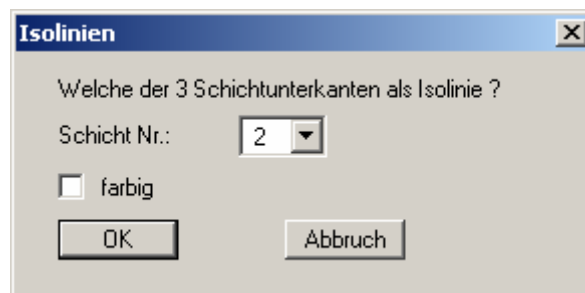 Isolinien
Welche der 3 Schichtunterkanten als Isolinie ?
Schicht Nr.: 2
farbig
OK Abbruch